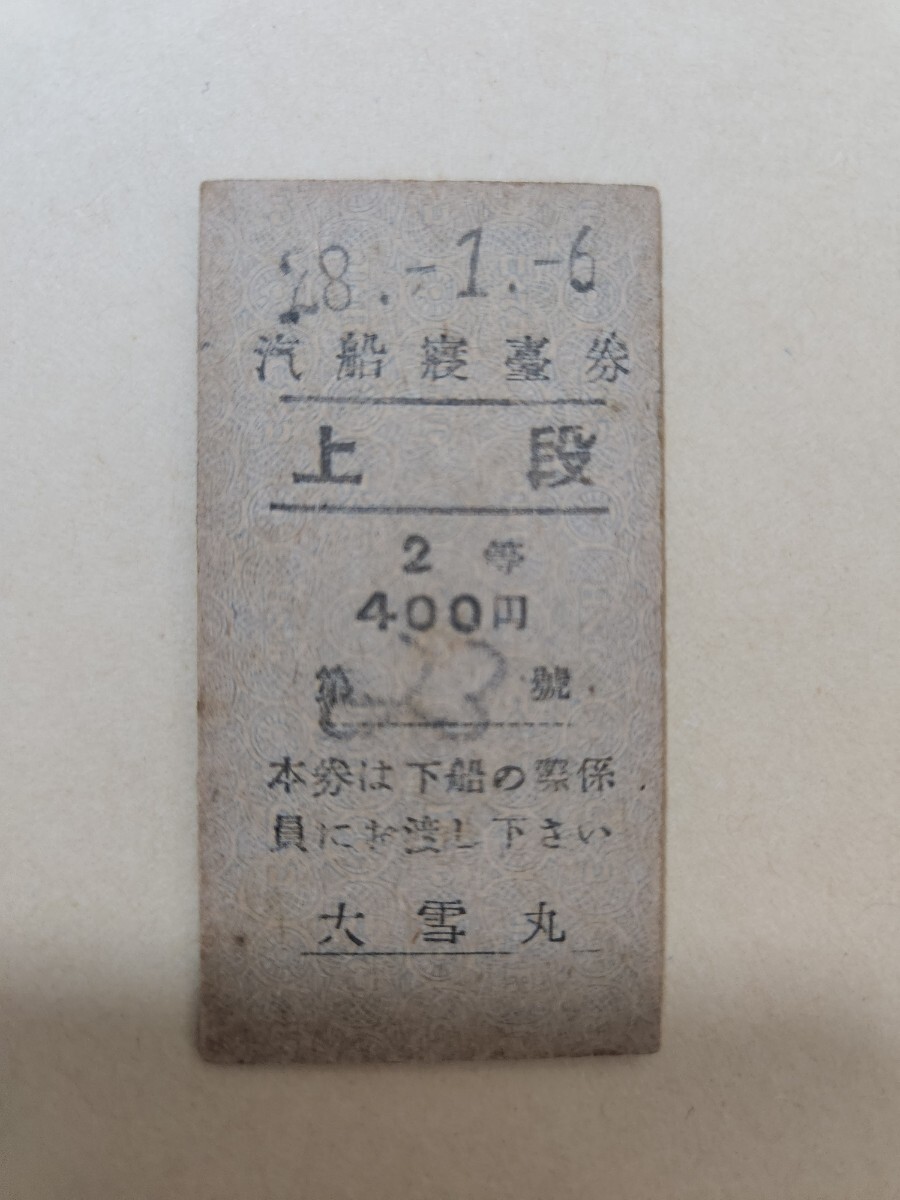 28.-1.-6
汽船寝臺券
上段
2等
400円
第 號
本券は下船の際係
員にお渡し下さい
大雪丸